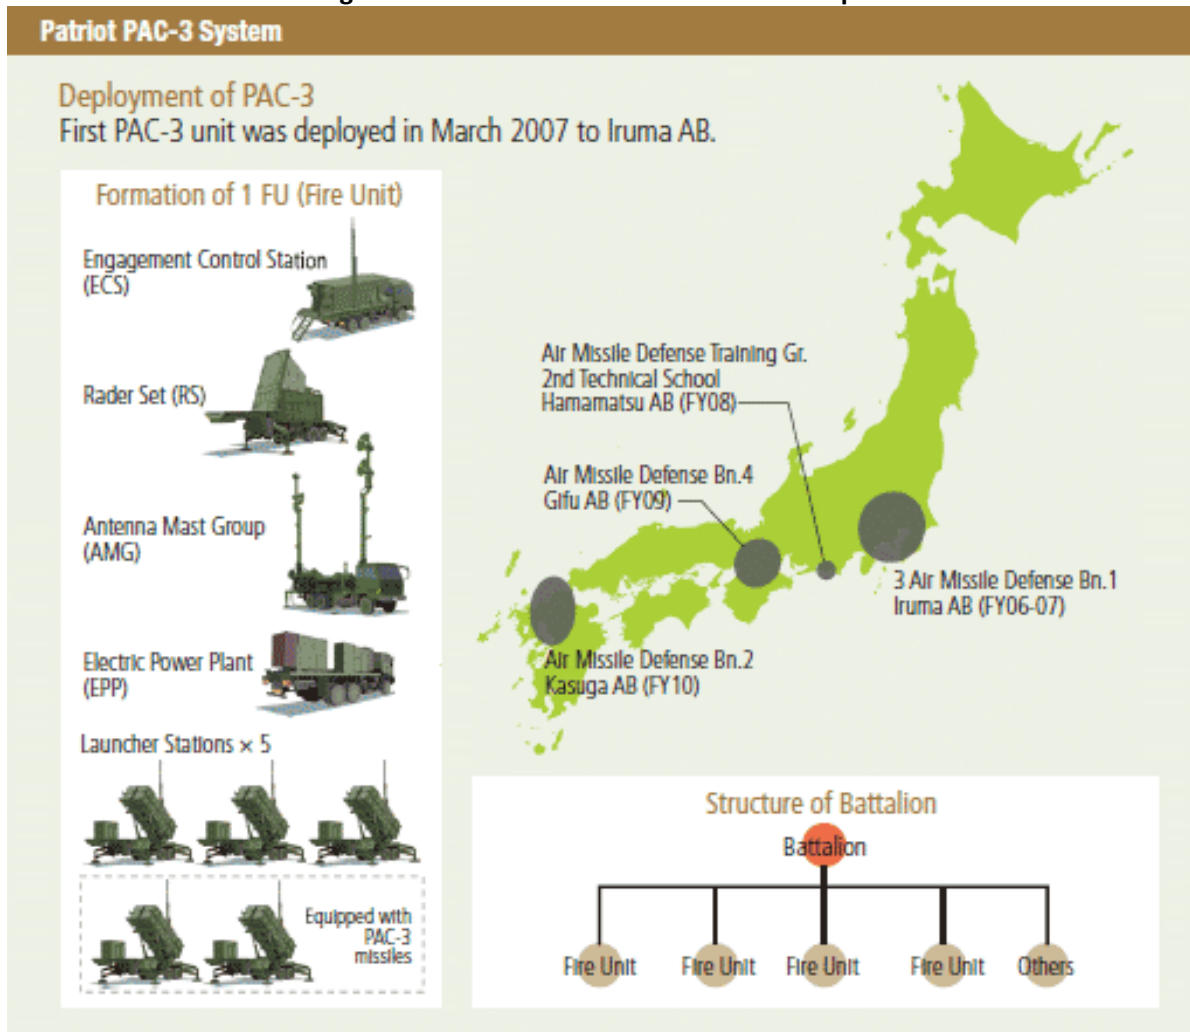 Patriot PAC-3 System
Deployment of PAC-3
First PAC-3 unit was deployed in March 2007 to Iruma AB.
Formation of 1 FU (Fire Unit)
Engagement Control Station
(ECS)
Rader Set (RS)
Antenna Mast Group
(AMG)
Electric Power Plant
(EPP)
Launcher Stations × 5
Equipped with
PAC-3
missiles
Air Missile Defense Training Gr.
2nd Technical School
Hamamatsu AB (FY08)
Air Missile Defense Bn.4
Gifu AB (FY09)
3 Air Missile Defense Bn.1
Iruma AB (FY06-07)
Air Missile Defense Bn.2
Kasuga AB (FY10)
Structure of Battalion
Battalion
Fire Unit
Fire Unit
Fire Unit
Fire Unit
Others